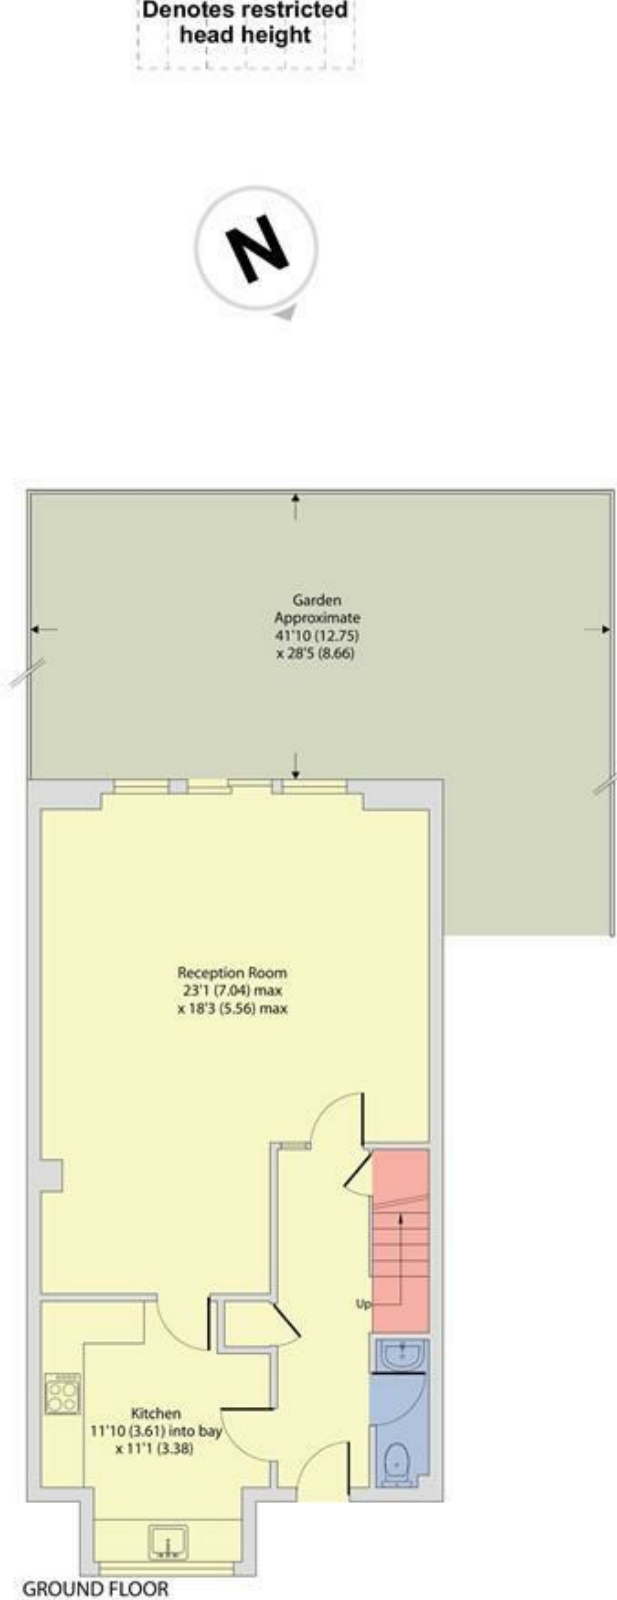 Denotes restricted
head height
N
Garden
Approximate
41'10 (12.75)
x 28'5 (8.66)
Reception Room
23'1 (7.04) max
x 18'3 (5.56) max
Up
Kitchen
11'10 (3.61) into bay
x 11'1 (3.38)
GROUND FLOOR